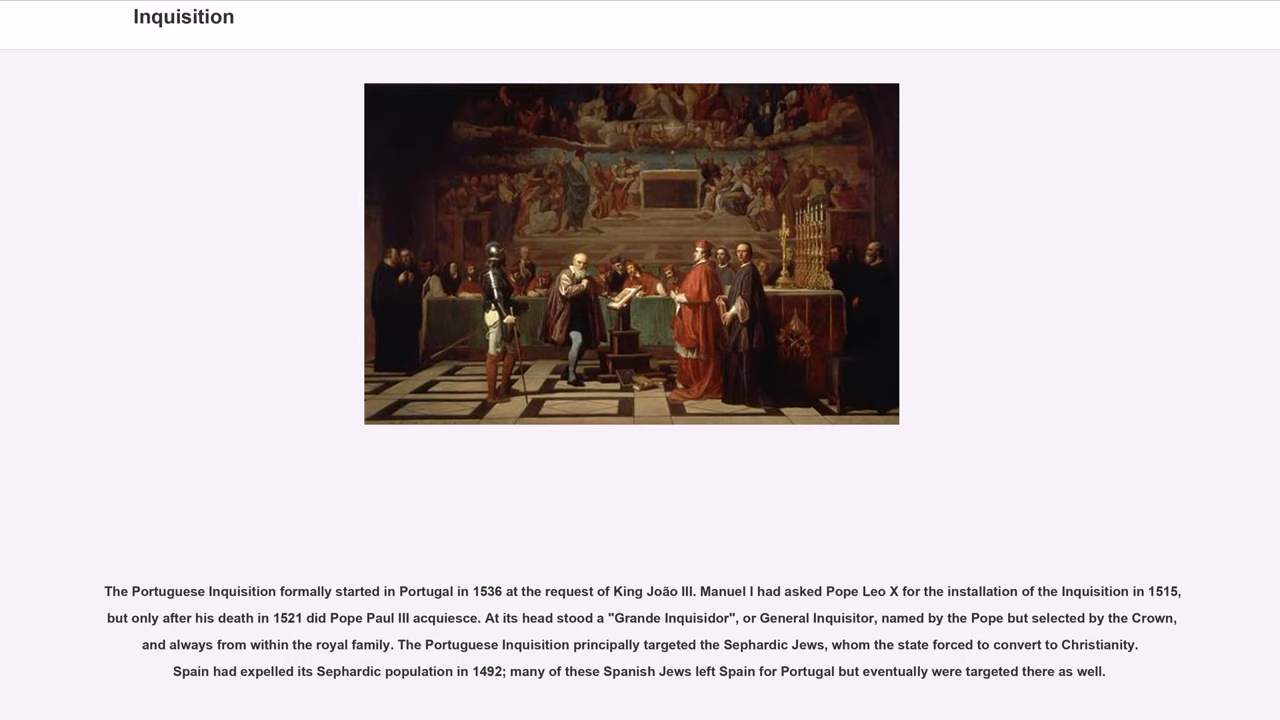 Inquisition
The Portuguese Inquisition formally started in Portugal in 1536 at the request of King João III. Manuel I had asked Pope Leo X for the installation of the Inquisition in 1515,
but only after his death in 1521 did Pope Paul III acquiesce. At its head stood a "Grande Inquisidor", or General Inquisitor, named by the Pope but selected by the Crown,
and always from within the royal family. The Portuguese Inquisition principally targeted the Sephardic Jews, whom the state forced to convert to Christianity.
Spain had expelled its Sephardic population in 1492; many of these Spanish Jews left Spain for Portugal but eventually were targeted there as well.